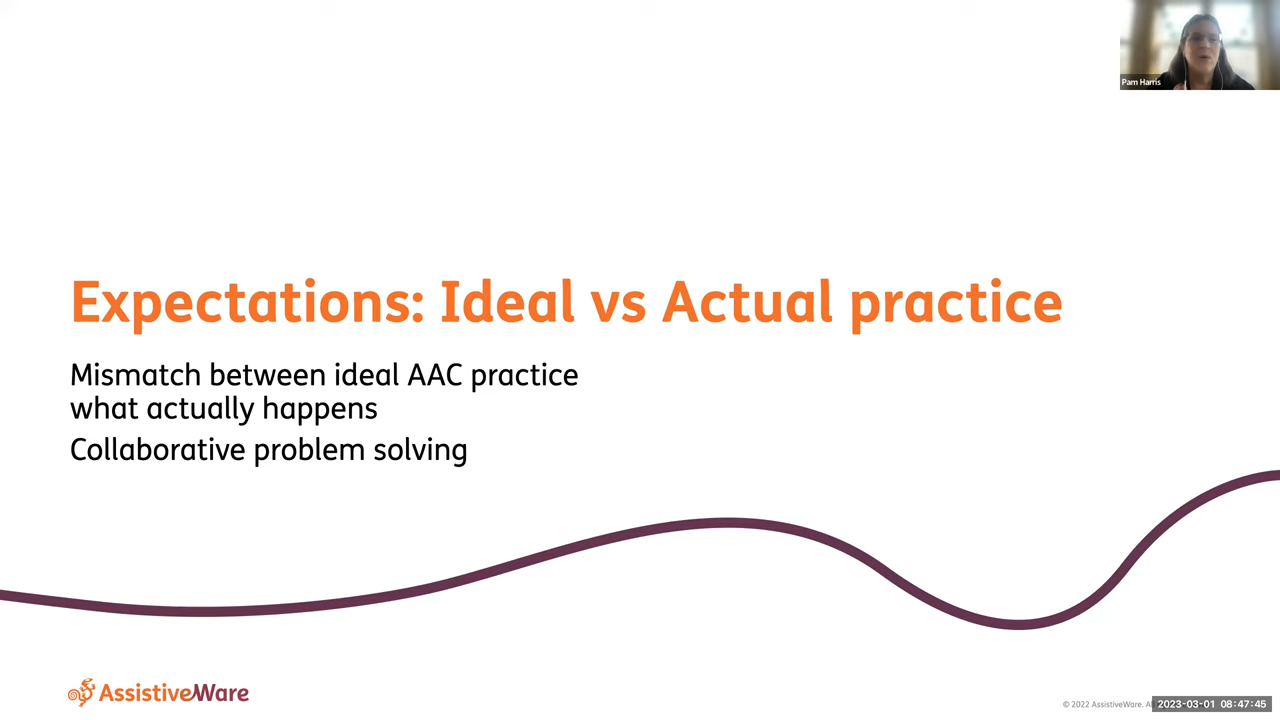 Pam Harris
Expectations: Ideal vs Actual practice
Mismatch between ideal AAC practice
what actually happens
Collaborative problem solving
AssistiveWare
© 2022 AssistiveWare.
2023-03-01 08:47:45